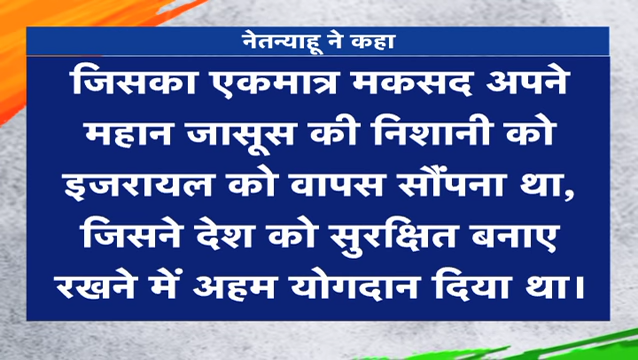 नेतन्याहू ने कहा
जिसका एकमात्र मकसद अपने
महान जासूस की निशानी को
इजरायल को वापस सौंपना था,
जिसने देश को सुरक्षित बनाए
रखने में अहम योगदान दिया था।